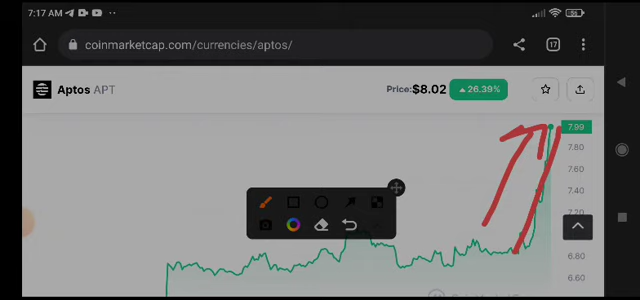 7:17 AM
coinmarketcap.com/currencies/aptos/
17
Aptos APT
Price:$8.02
26.39%
7.99
7.80
7.60
7.40
7.20
6.80
6.60